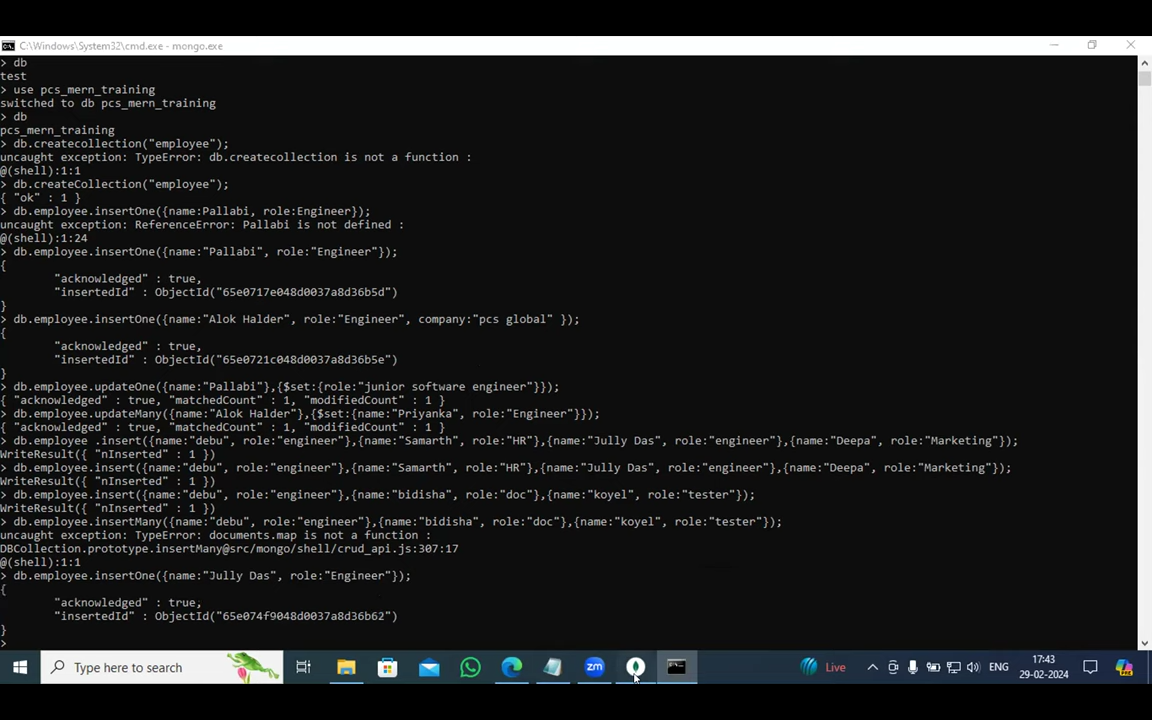 C:\Windows\System32\cmd.exe - mongo.exe
> db
test
> use pcs_mern_training
switched to db pcs_mern_training
> db
pcs_mern_training
> db.createcollection("employee");
uncaught exception: TypeError: db.createcollection is not a function :
@(shell):1:1
> db.createCollection("employee");
{ "ok" : 1 }
> db.employee.insertOne({name:Pallabi, role:Engineer});
uncaught exception: ReferenceError: Pallabi is not defined :
@(shell):1:24
> db.employee.insertOne({name:"Pallabi", role:"Engineer"});
{
"acknowledged" : true,
"insertedId" : ObjectId("65e0717e048d0037a8d36b5d")
}
> db.employee.insertOne({name:"Alok Halder", role:"Engineer", company:"pcs global" });
{
"acknowledged" : true,
"insertedId" : ObjectId("65e0721c048d0037a8d36b5e")
}
> db.employee.updateOne({name:"Pallabi"},{$set:{role:"junior software engineer"}});
{ "acknowledged" : true, "matchedCount" : 1, "modifiedCount" : 1 }
> db.employee.updateMany({name:"Alok Halder"},{$set:{name:"Priyanka", role:"Engineer"}});
{ "acknowledged" : true, "matchedCount" : 1, "modifiedCount" : 1 }
> db.employee .insert({name:"debu", role:"engineer"},{name:"Samarth", role:"HR"},{name:"Jully Das", role:"engineer"},{name:"Deepa", role:"Marketing"});
WriteResult({ "nInserted" : 1 })
> db.employee.insert({name:"debu", role:"engineer"},{name:"Samarth", role:"HR"},{name:"Jully Das", role:"engineer"},{name:"Deepa", role:"Marketing"});
WriteResult({ "nInserted" : 1 })
> db.employee.insert({name:"debu", role:"engineer"},{name:"bidisha", role:"doc"},{name:"koyel", role:"tester"});
WriteResult({ "nInserted" : 1 })
> db.employee.insertMany({name:"debu", role:"engineer"},{name:"bidisha", role:"doc"},{name:"koyel", role:"tester"});
uncaught exception: TypeError: documents.map is not a function :
DBCollection.prototype.insertMany@src/mongo/shell/crud_api.js:307:17
@(shell):1:1
> db.employee.insertOne({name:"Jully Das", role:"Engineer"});
{
"acknowledged" : true,
"insertedId" : ObjectId("65e074f9048d0037a8d36b62")
}
>
Type here to search
zm
Live
ENG
17:43
29-02-2024